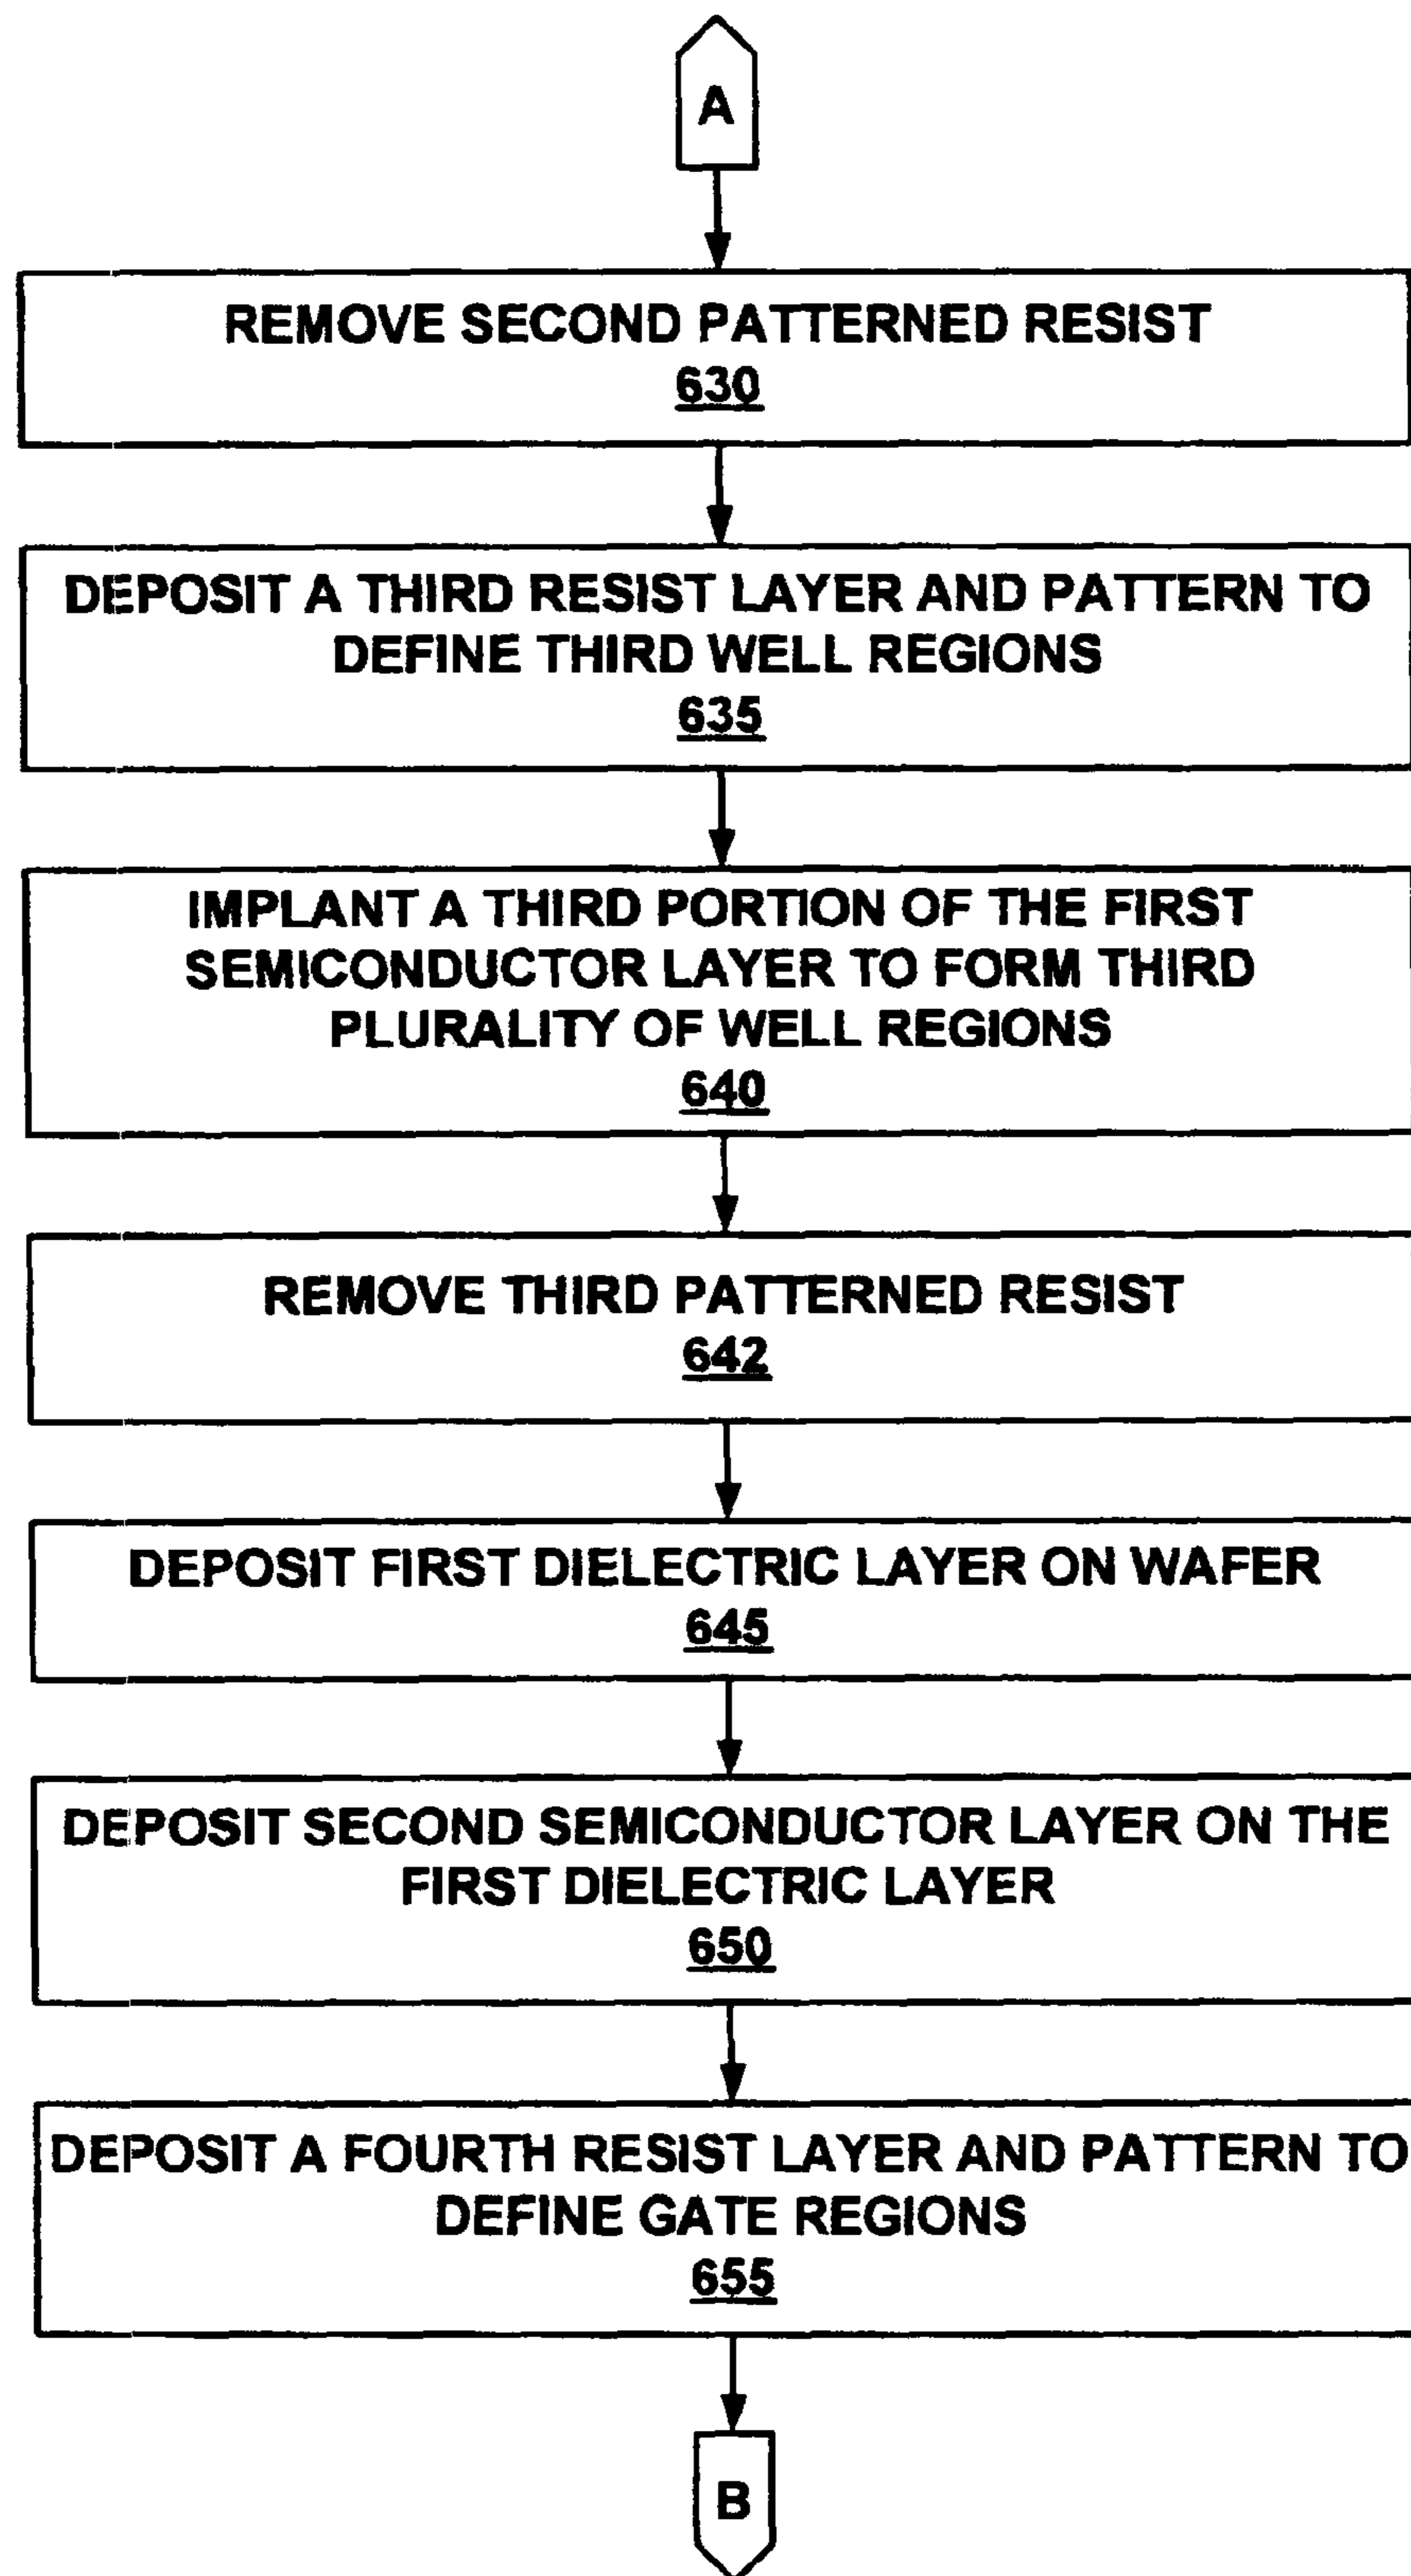 A
REMOVE SECOND PATTERNED RESIST
630
DEPOSIT A THIRD RESIST LAYER AND PATTERN TO
DEFINE THIRD WELL REGIONS
635
IMPLANT A THIRD PORTION OF THE FIRST
SEMICONDUCTOR LAYER TO FORM THIRD
PLURALITY OF WELL REGIONS
640
REMOVE THIRD PATTERNED RESIST
642
DEPOSIT FIRST DIELECTRIC LAYER ON WAFER
645
DEPOSIT SECOND SEMICONDUCTOR LAYER ON THE
FIRST DIELECTRIC LAYER
650
DEPOSIT A FOURTH RESIST LAYER AND PATTERN TO
DEFINE GATE REGIONS
655
B